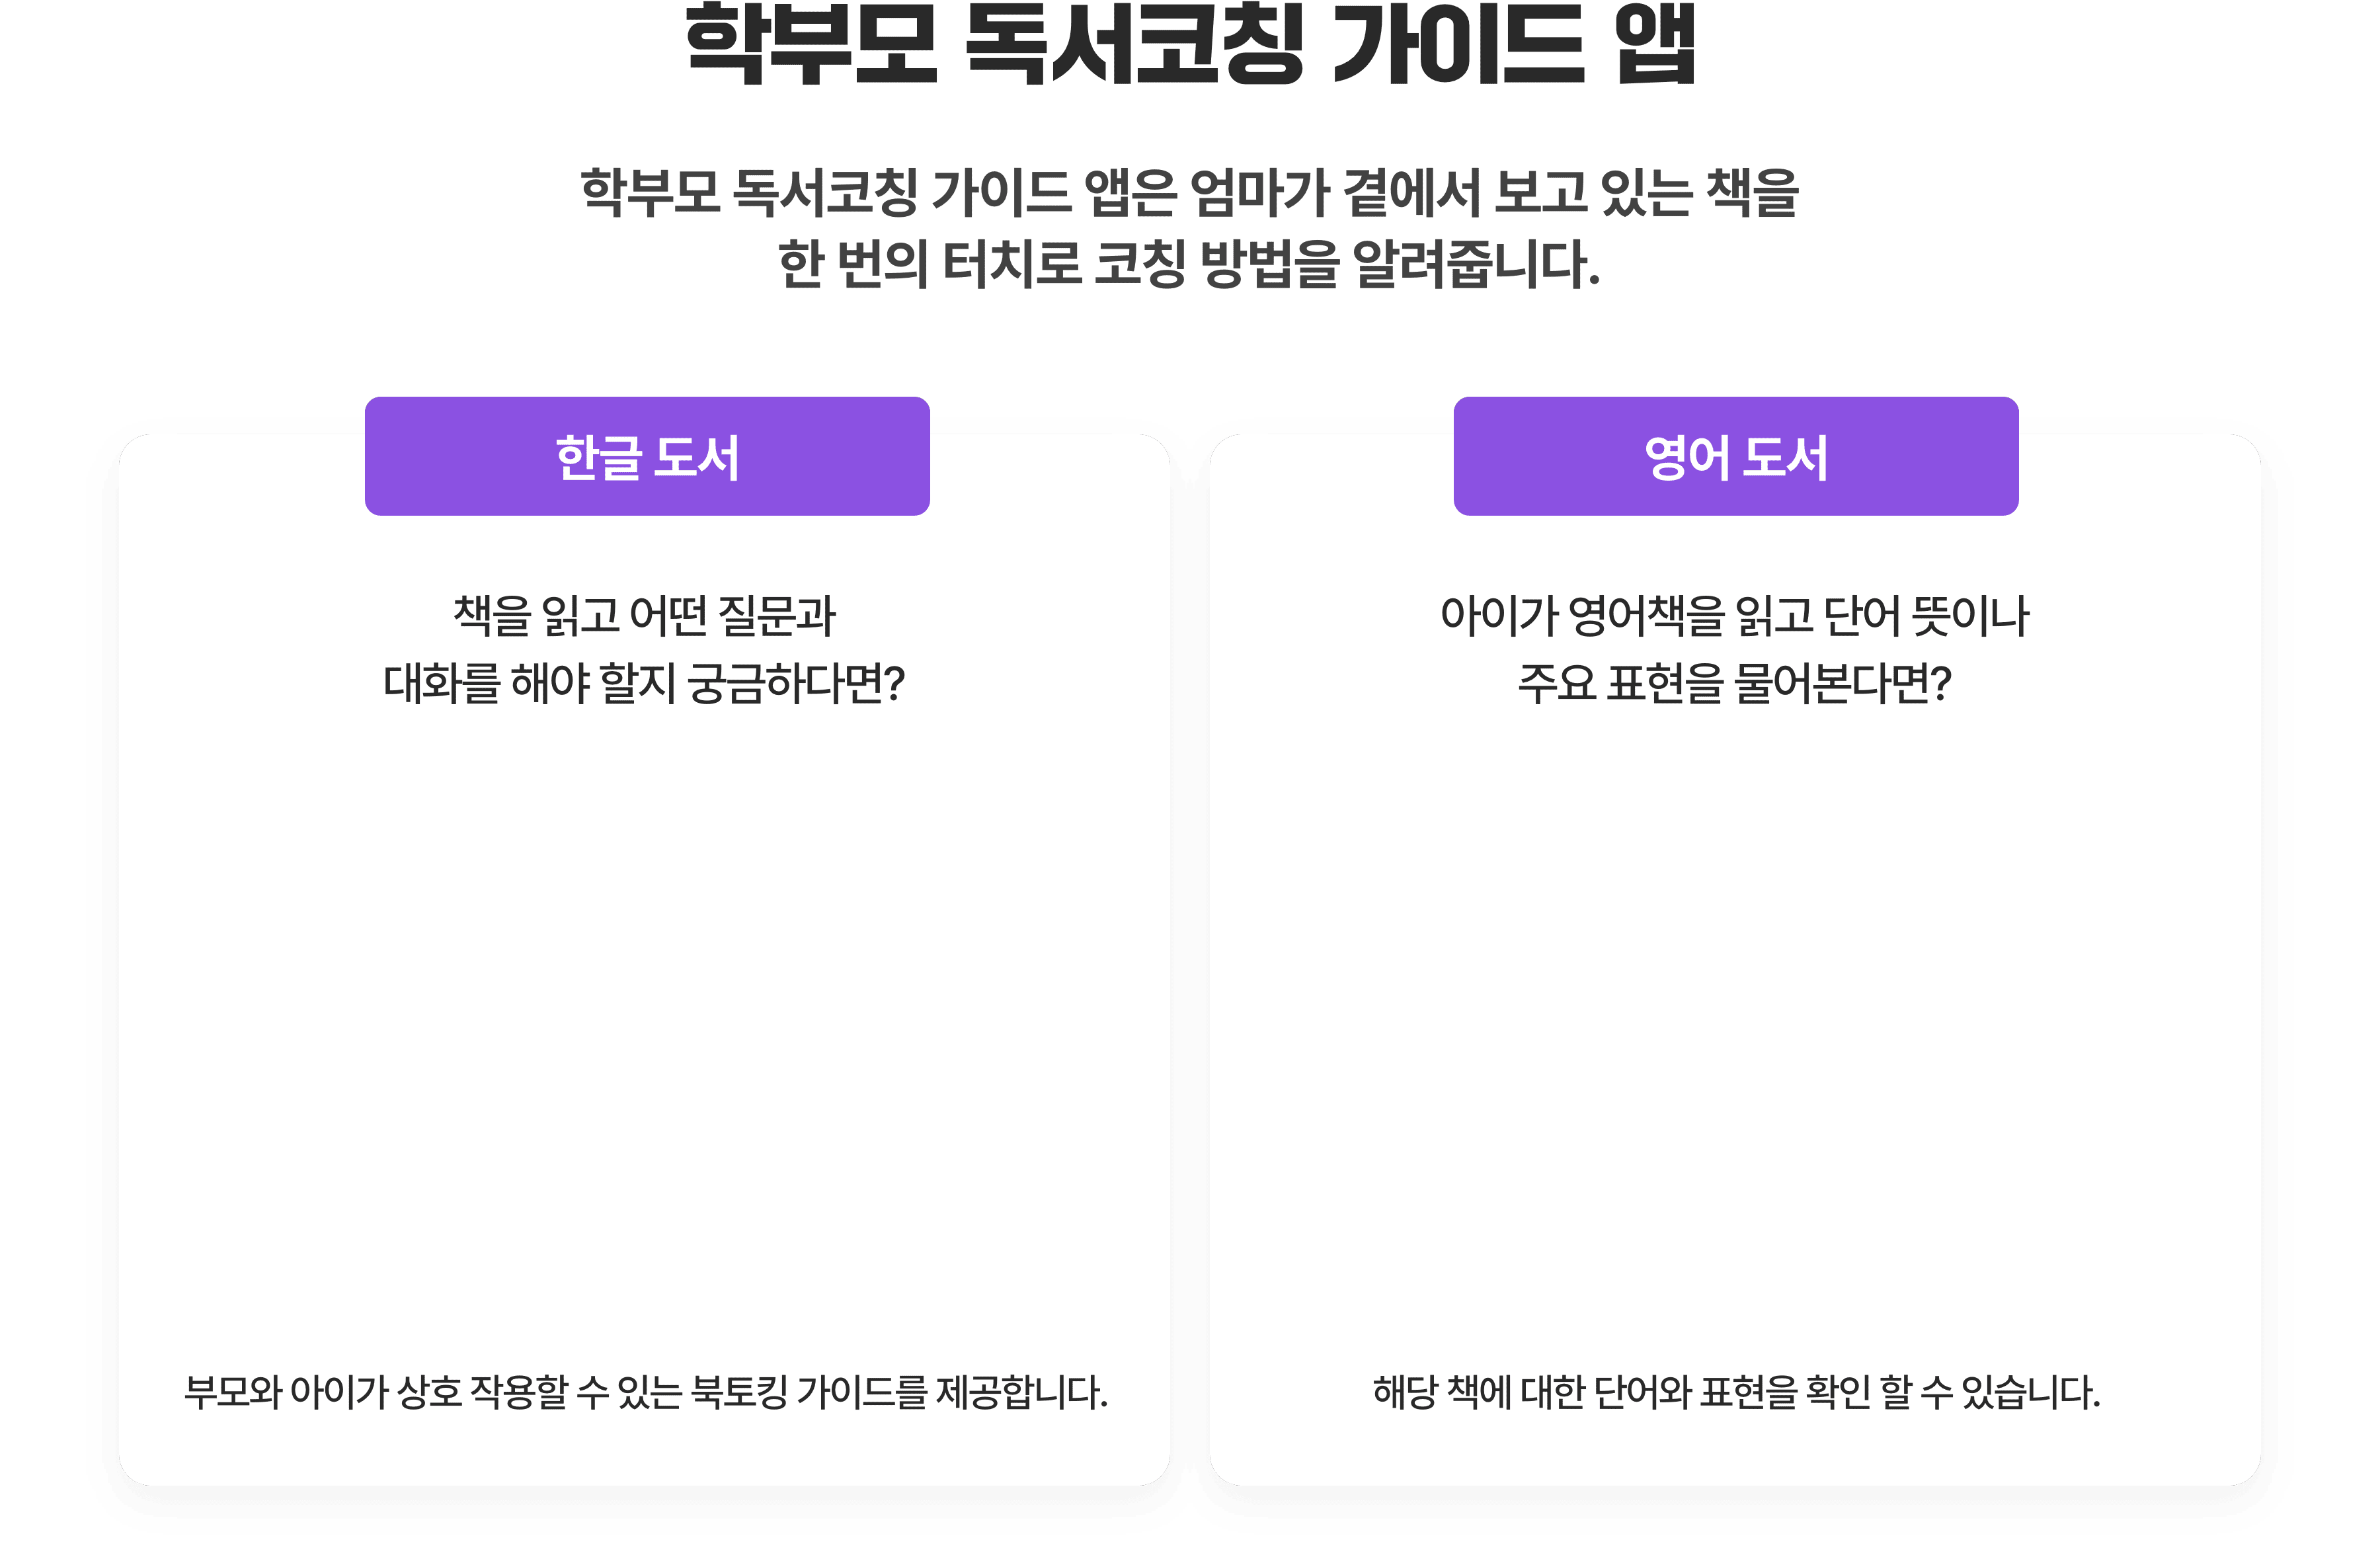 학부모 독서코칭 가이드 앱
학부모 독서코칭 가이드 앱은 엄마가 곁에서 보고 있는 책을
한 번의 터치로 코칭 방법을 알려줍니다.
한글 도서
책을 읽고 어떤 질문과
대화를 해야 할지 궁금하다면?
부모와 아이가 상호 작용할 수 있는 북토킹 가이드를 제공합니다.
영어 도서
아이가 영어책을 읽고 단어 뜻이나
주요 표현을 물어본다면?
해당 책에 대한 단어와 표현을 확인 할 수 있습니다.